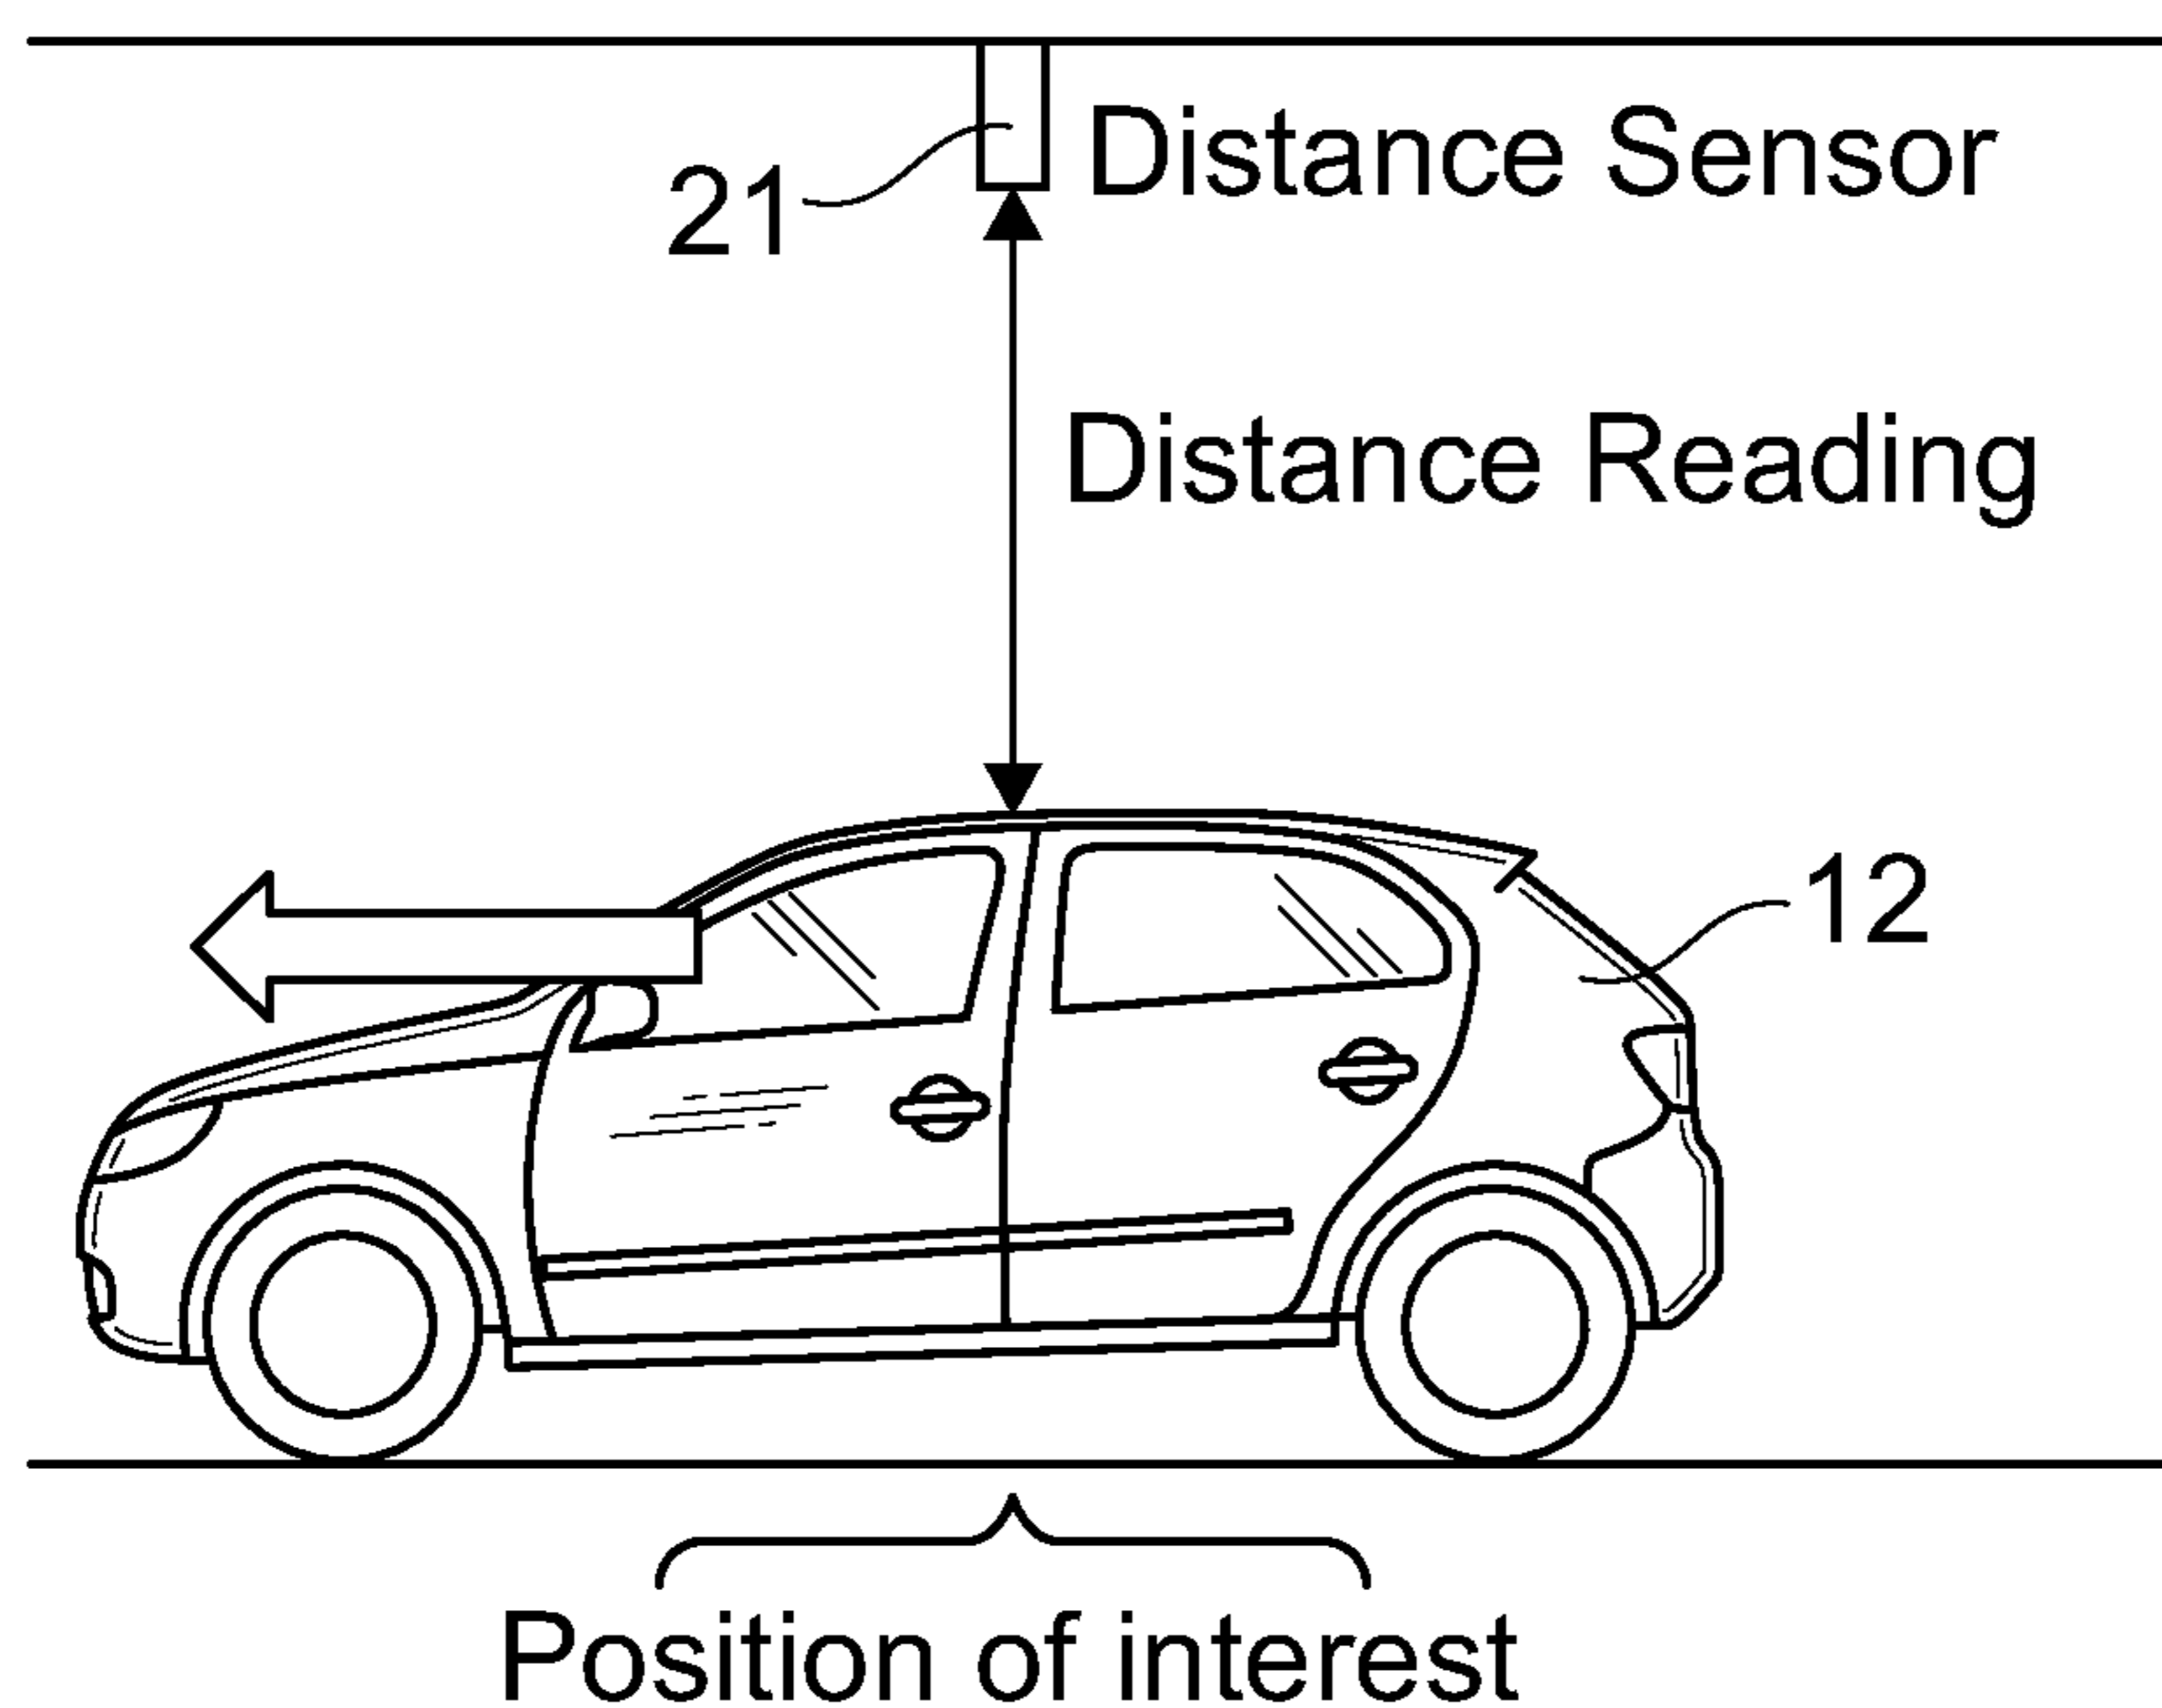 Distance Sensor
21
Distance Reading
12
Position of interest